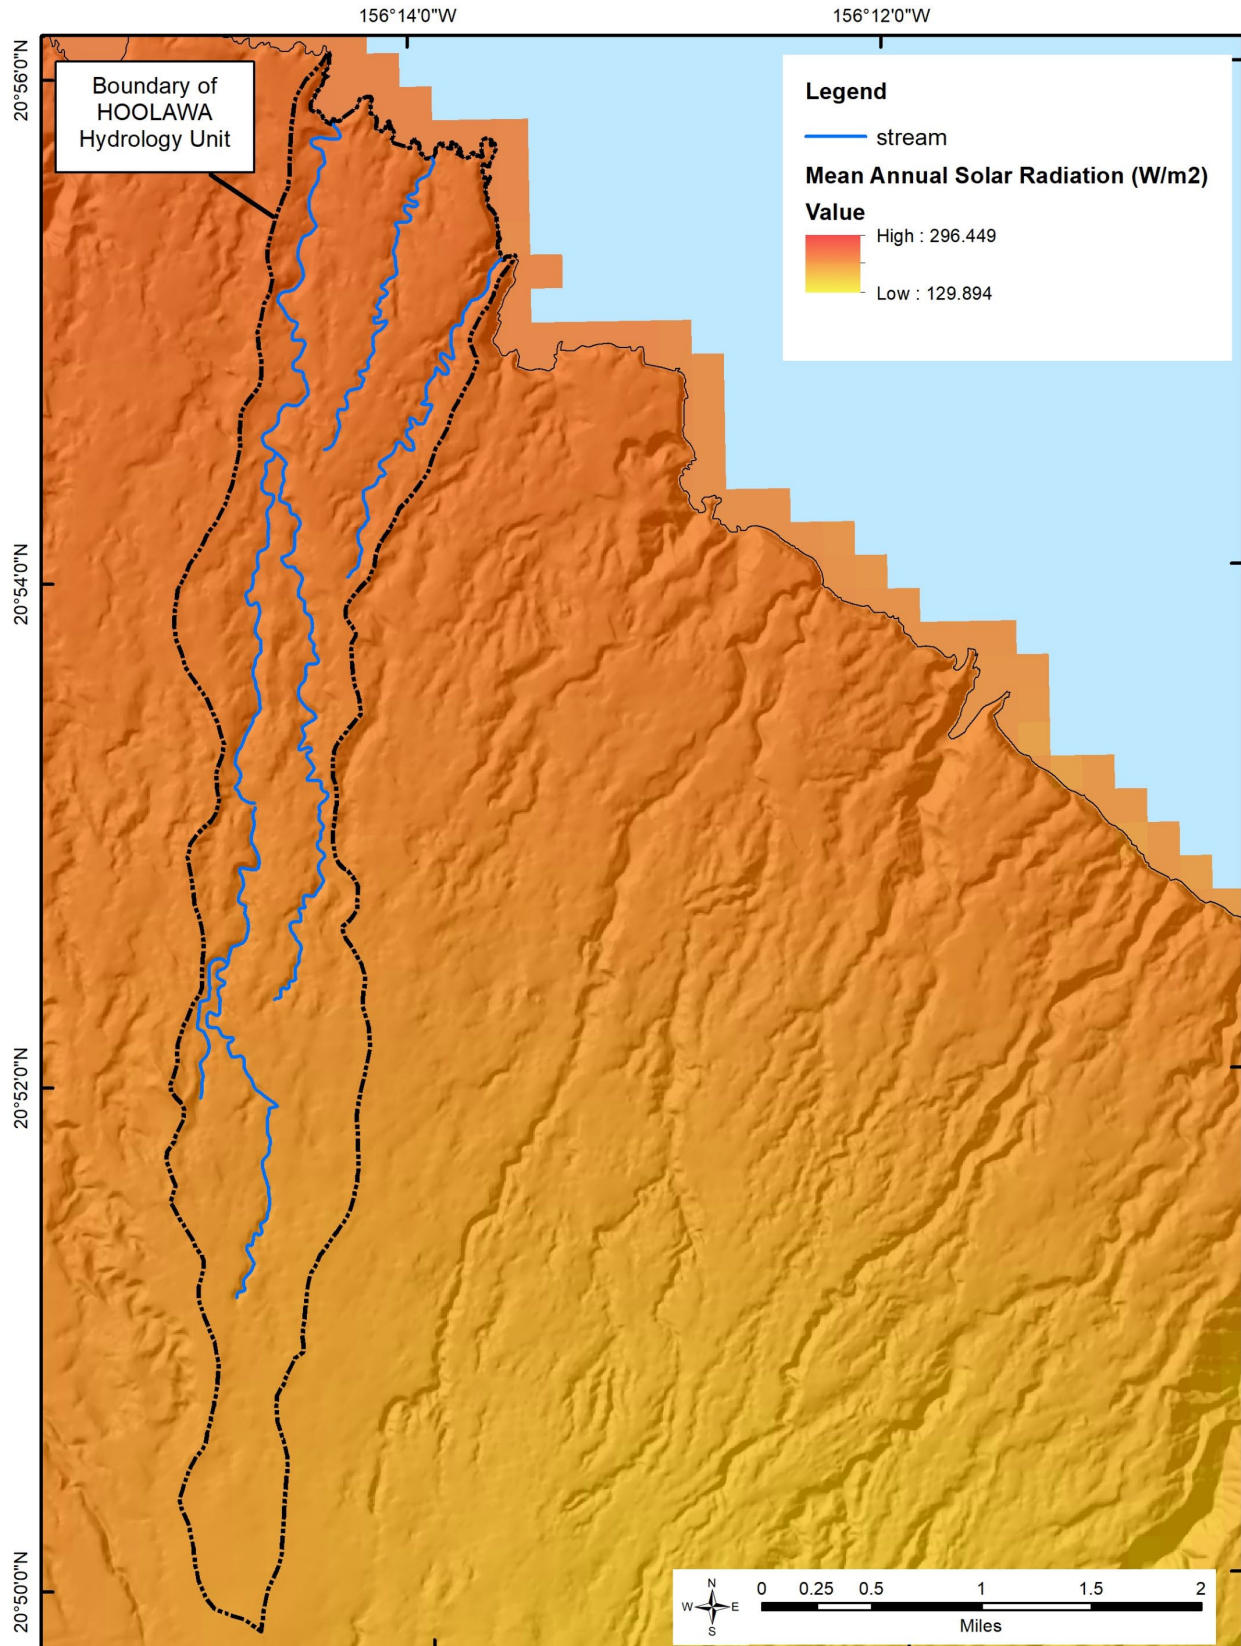 156°14'0"W
156°12'0"W
20°56'0"N
20°54'0"N
20°52'0"N
20°50'0"N
Boundary of
HOOLAWA
Hydrology Unit
Legend
stream
Mean Annual Solar Radiation (W/m2)
Value
High : 296.449
Low : 129.894
N
W
E
S
0 0.25 0.5 1 1.5 2
Miles